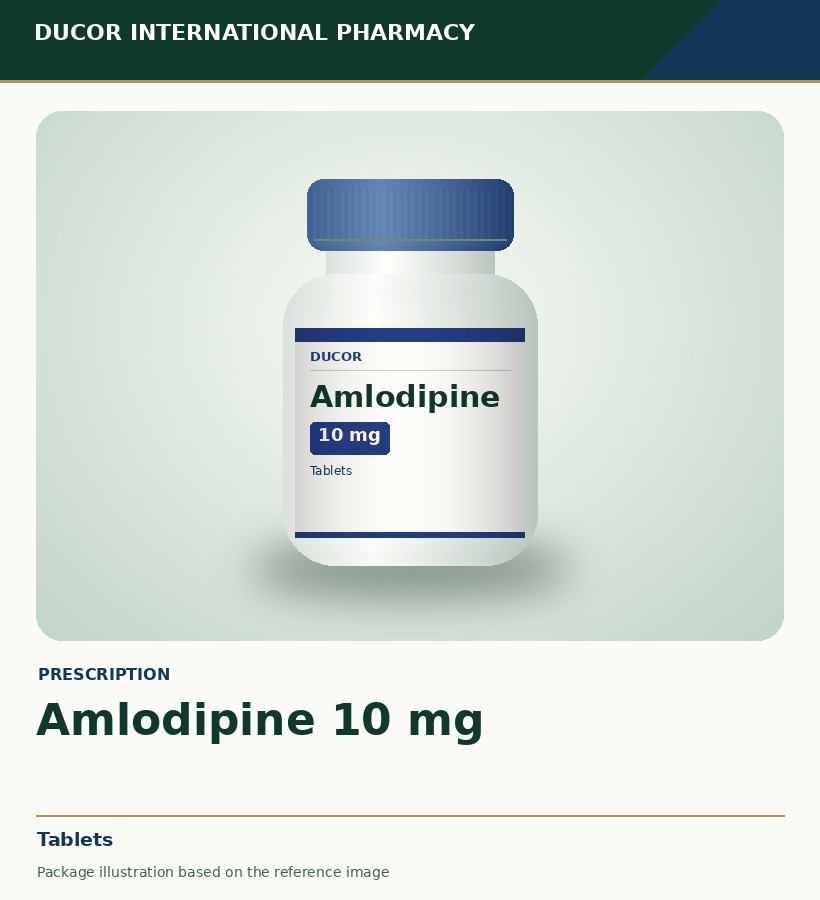 DUCOR INTERNATIONAL PHARMACY
DUCOR
Amlodipine
10 mg
Tablets
PRESCRIPTION
Amlodipine 10 mg
Tablets
Package illustration based on the reference image